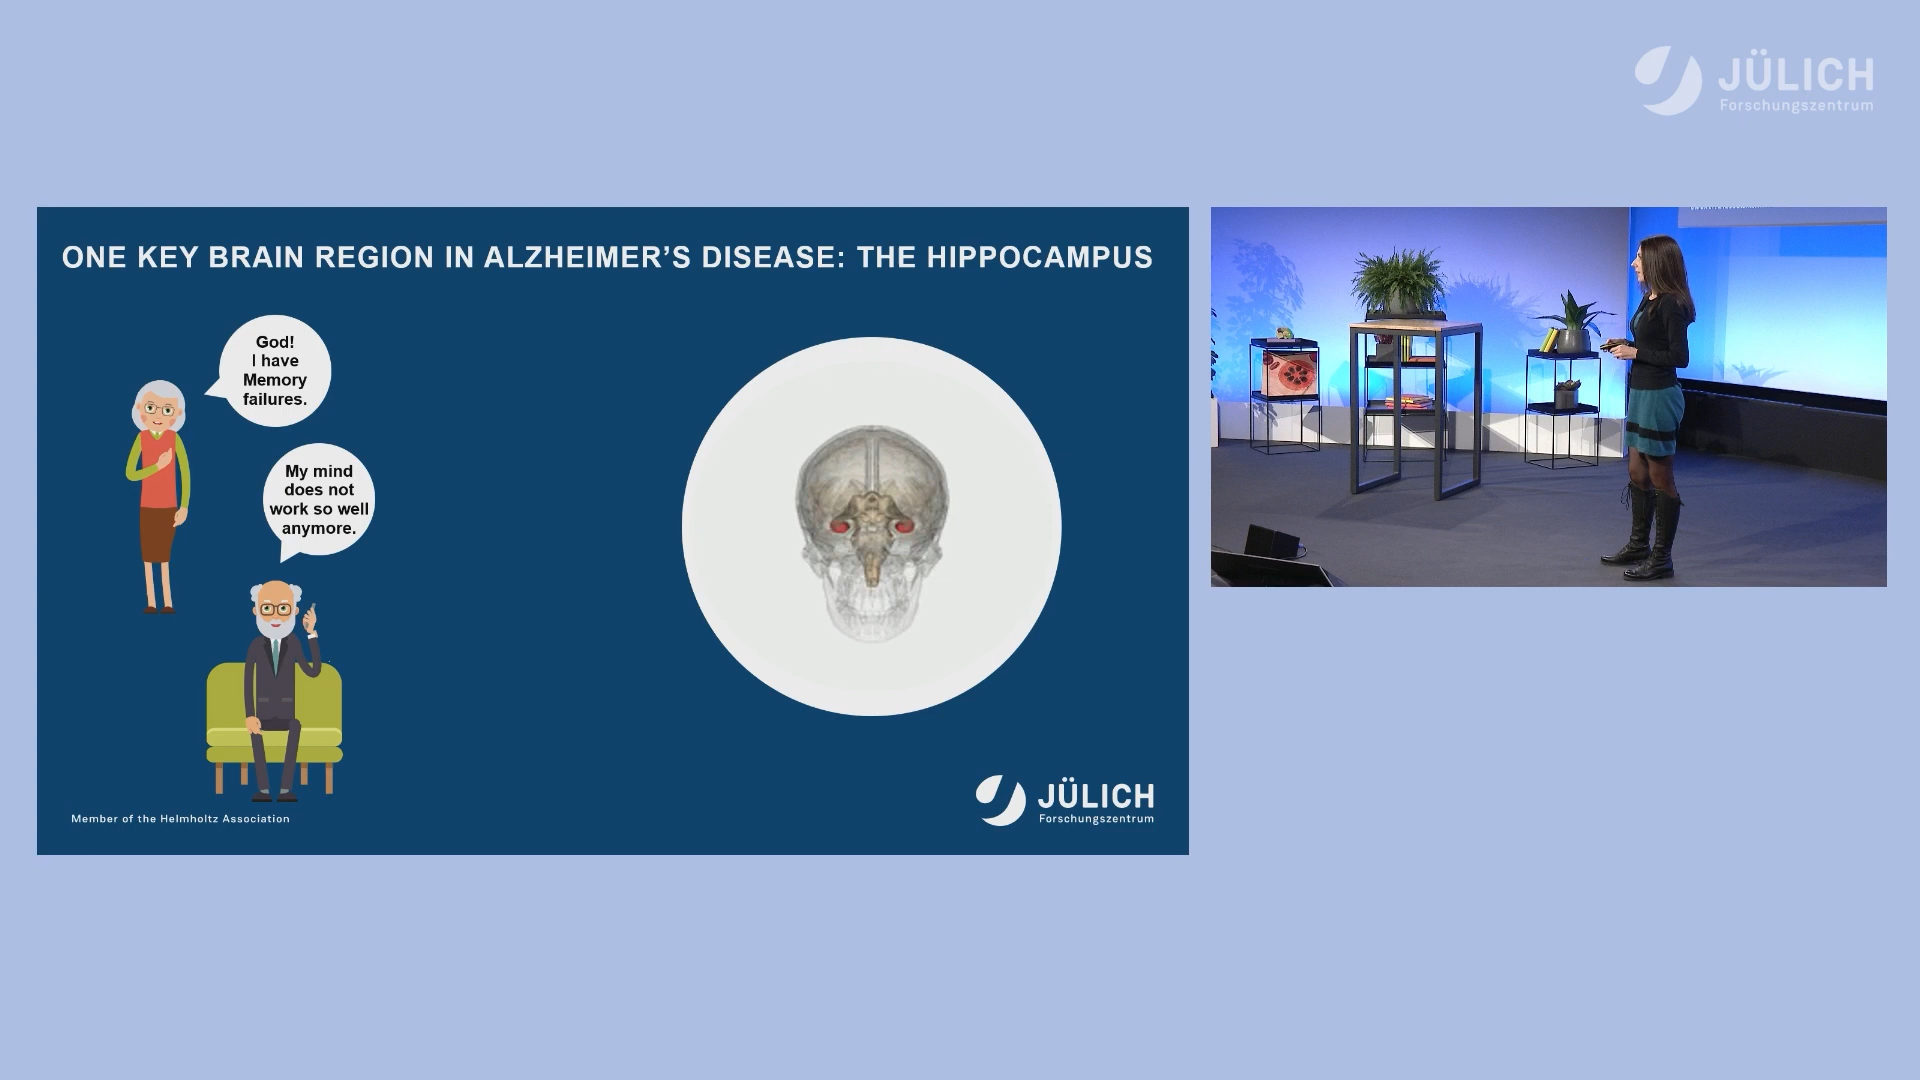 JÜLICH
Forschungszentrum
ONE KEY BRAIN REGION IN ALZHEIMER’S DISEASE: THE HIPPOCAMPUS
God!
I have
Memory
failures.
My mind
does not
work so well
anymore.
Member of the Helmholtz Association
JÜLICH
Forschungszentrum